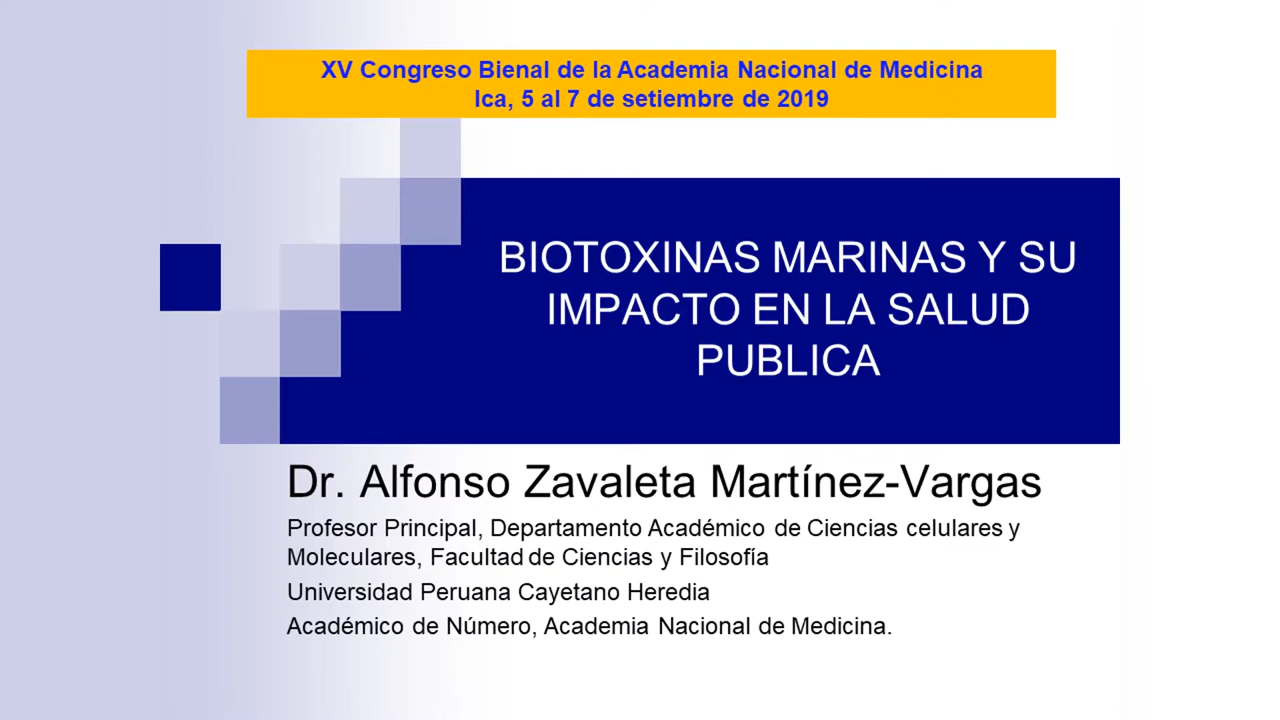 XV Congreso Bienal de la Academia Nacional de Medicina
Ica, 5 al 7 de setiembre de 2019
BIOTOXINAS MARINAS Y SU
IMPACTO EN LA SALUD
PUBLICA
Dr. Alfonso Zavaleta Martínez-Vargas
Profesor Principal, Departamento Académico de Ciencias celulares y
Moleculares, Facultad de Ciencias y Filosofía
Universidad Peruana Cayetano Heredia
Académico de Número, Academia Nacional de Medicina.